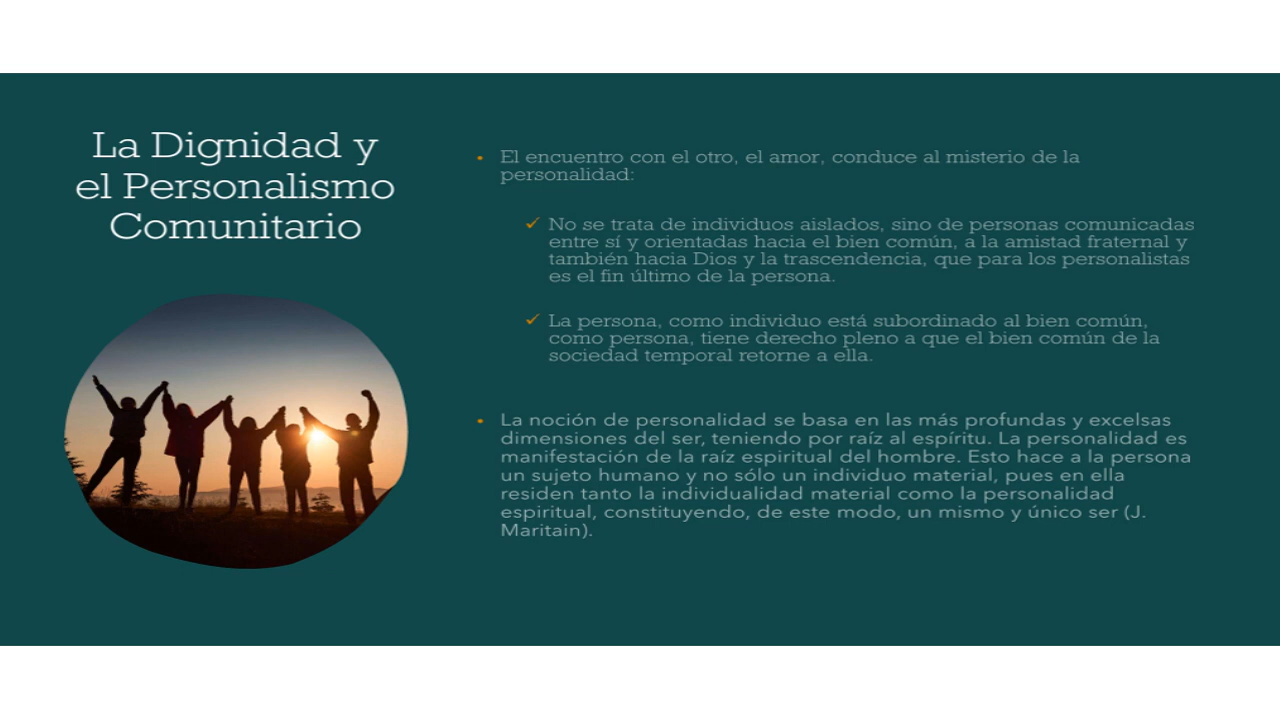 La Dignidad y
el Personalismo
Comunitario
El encuentro con el otro, el amor, conduce al misterio de la
personalidad:
No se trata de individuos aislados, sino de personas comunicadas
entre sí y orientadas hacia el bien común, a la amistad fraternal y
también hacia Dios y la trascendencia, que para los personalistas
es el fin último de la persona.
La persona, como individuo está subordinado al bien común,
como persona, tiene derecho pleno a que el bien común de la
sociedad temporal retorne a ella.
La noción de personalidad se basa en las más profundas y excelsas
dimensiones del ser, teniendo por raíz al espíritu. La personalidad es
manifestación de la raíz espiritual del hombre. Esto hace a la persona
un sujeto humano y no sólo un individuo material, pues en ella
residen tanto la individualidad material como la personalidad
espiritual, constituyendo, de este modo, un mismo y único ser (J.
Maritain).